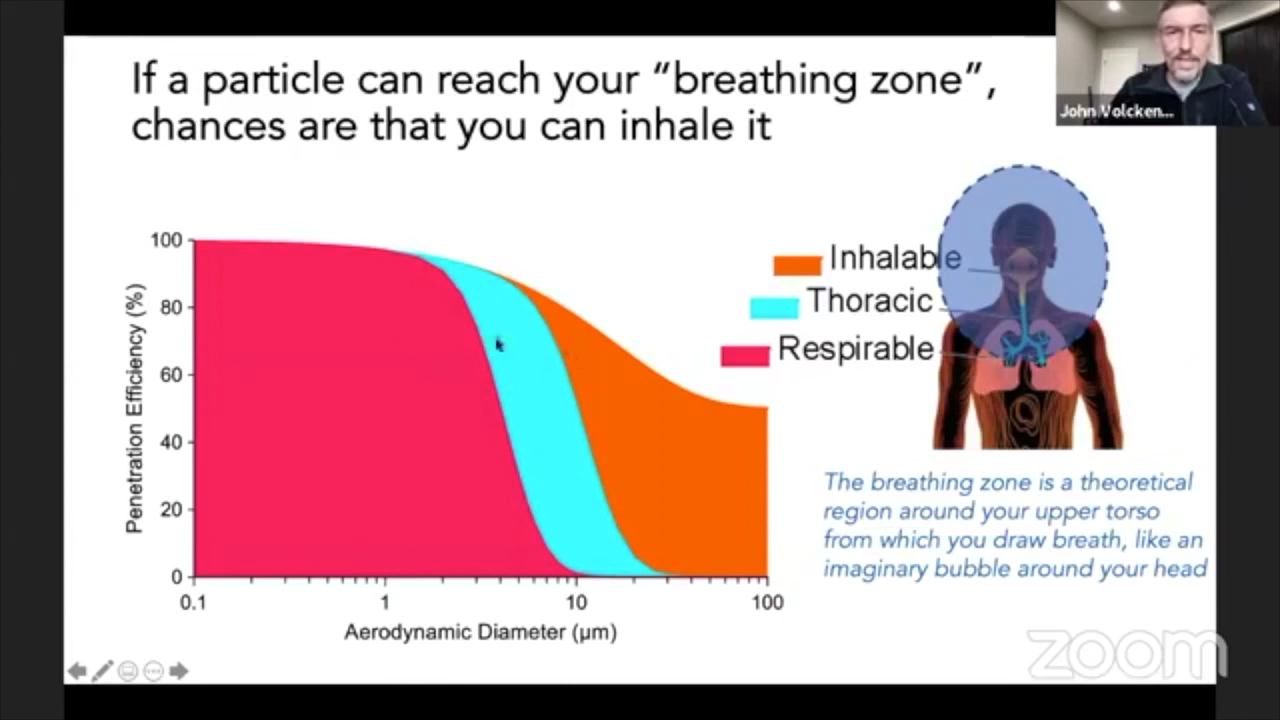 If a particle can reach your “breathing zone”,
chances are that you can inhale it
John Volcken...
Inhalable
Thoracic
Respirable
Penetration Efficiency (%)
100
80
60
40
20
0
0.1
1
10
100
Aerodynamic Diameter (μm)
The breathing zone is a theoretical
region around your upper torso
from which you draw breath, like an
imaginary bubble around your head
zoom